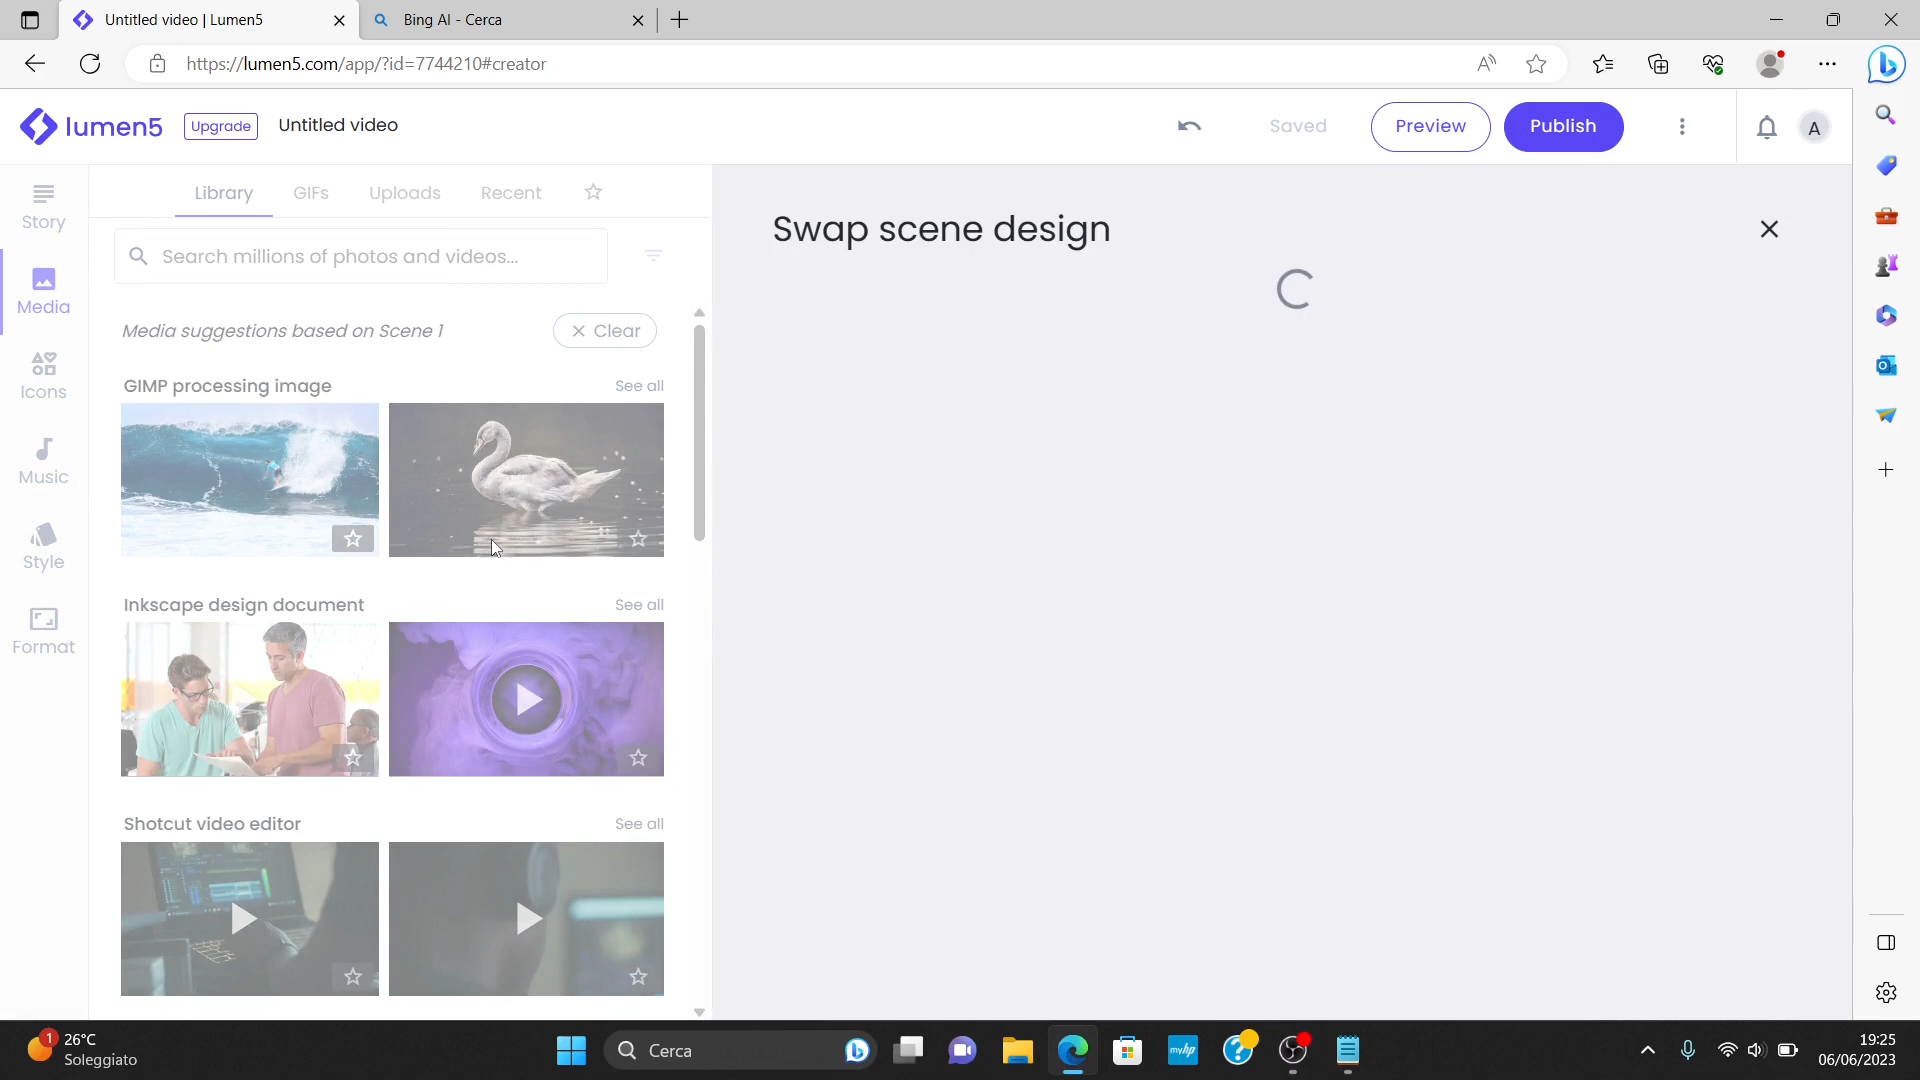 Untitled video | Lumen5
Bing AI - Cerca
https://lumen5.com/app/?id=7744210#creator
lumen5
Upgrade
Untitled video
Saved
Preview
Publish
A
Story
Media
Icons
Music
Style
Format
Library
GIFs
Uploads
Recent
Search millions of photos and videos...
Media suggestions based on Scene 1
Clear
GIMP processing image
See all
Inkscape design document
See all
Shotcut video editor
See all
Swap scene design
1
26°C
Soleggiato
Cerca
myhp
19:25
06/06/2023